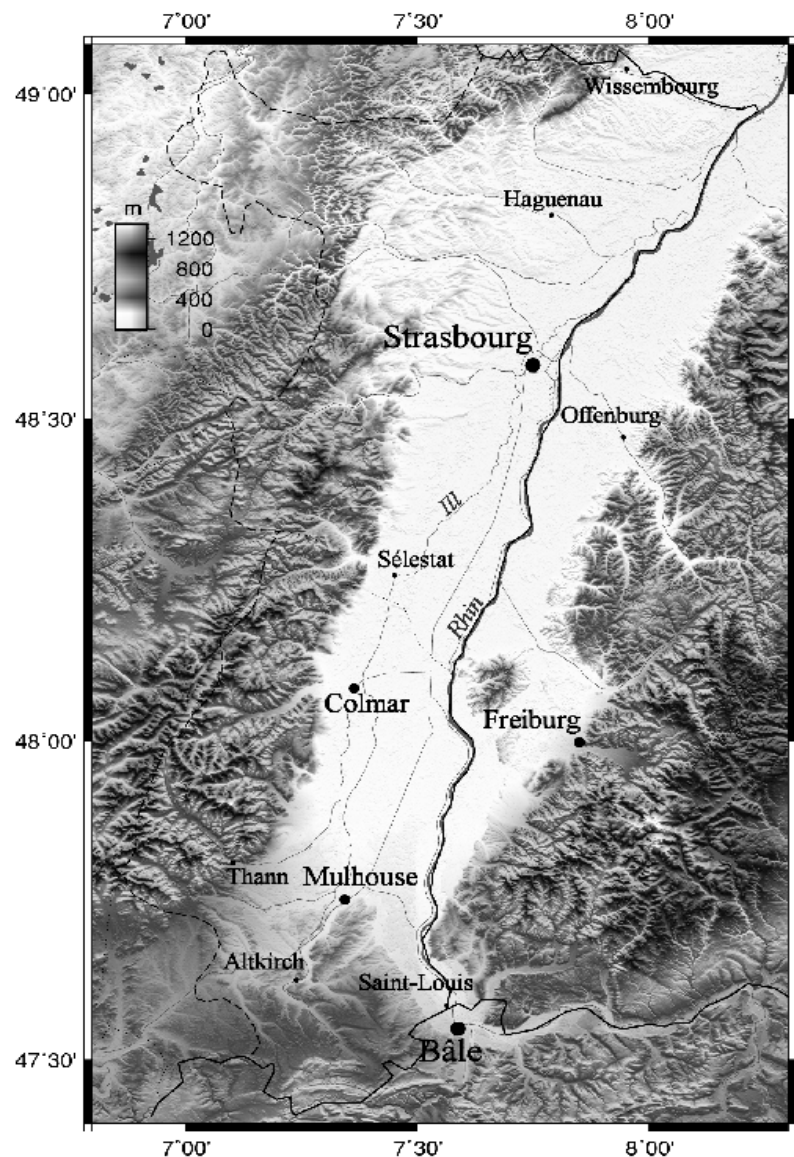 7˚00' 7˚30' 8˚00'
49˚00'
Wissembourg
Haguenau
m
1200
800
400
0
Strasbourg
48˚30'
Offenburg
Ill
Sélestat
Rhin
Colmar
Freiburg
48˚00'
Thann
Mulhouse
Altkirch
Saint-Louis
Bâle
47˚30'
7˚00' 7˚30' 8˚00'